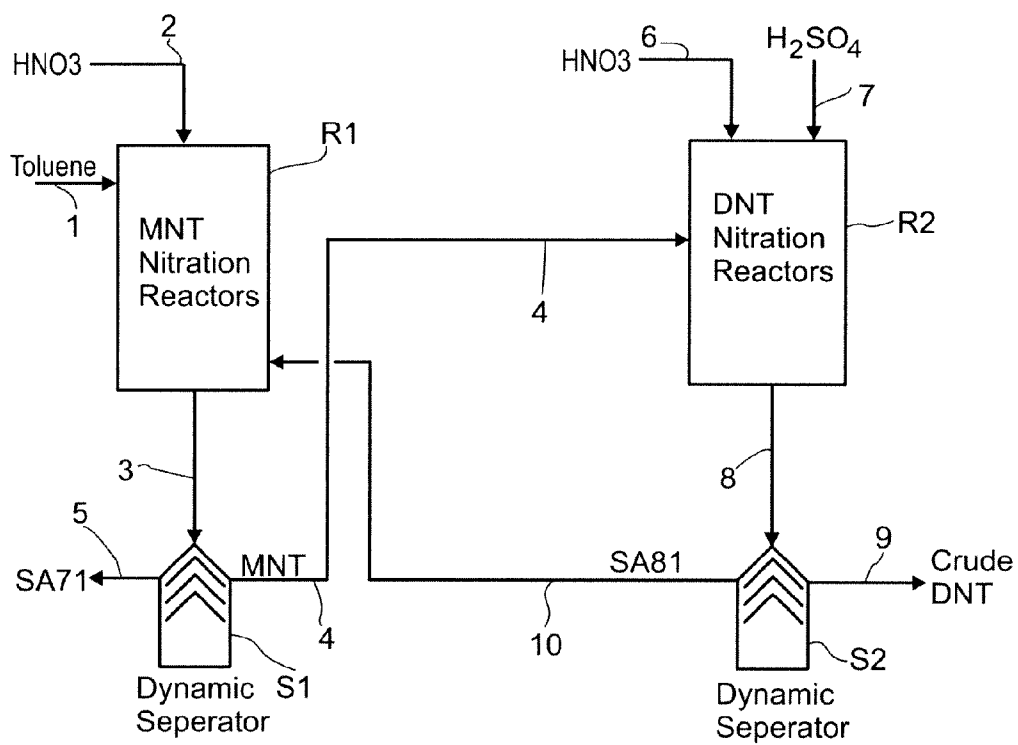 2
HNO3
6
HNO3
H2SO4
7
R1
Toluene
1
MNT
Nitration
Reactors
DNT
Nitration
Reactors
R2
4
3
8
5
SA71
MNT
4
SA81
10
9
Crude
DNT
S1
Dynamic
Seperator
S2
Dynamic
Seperator